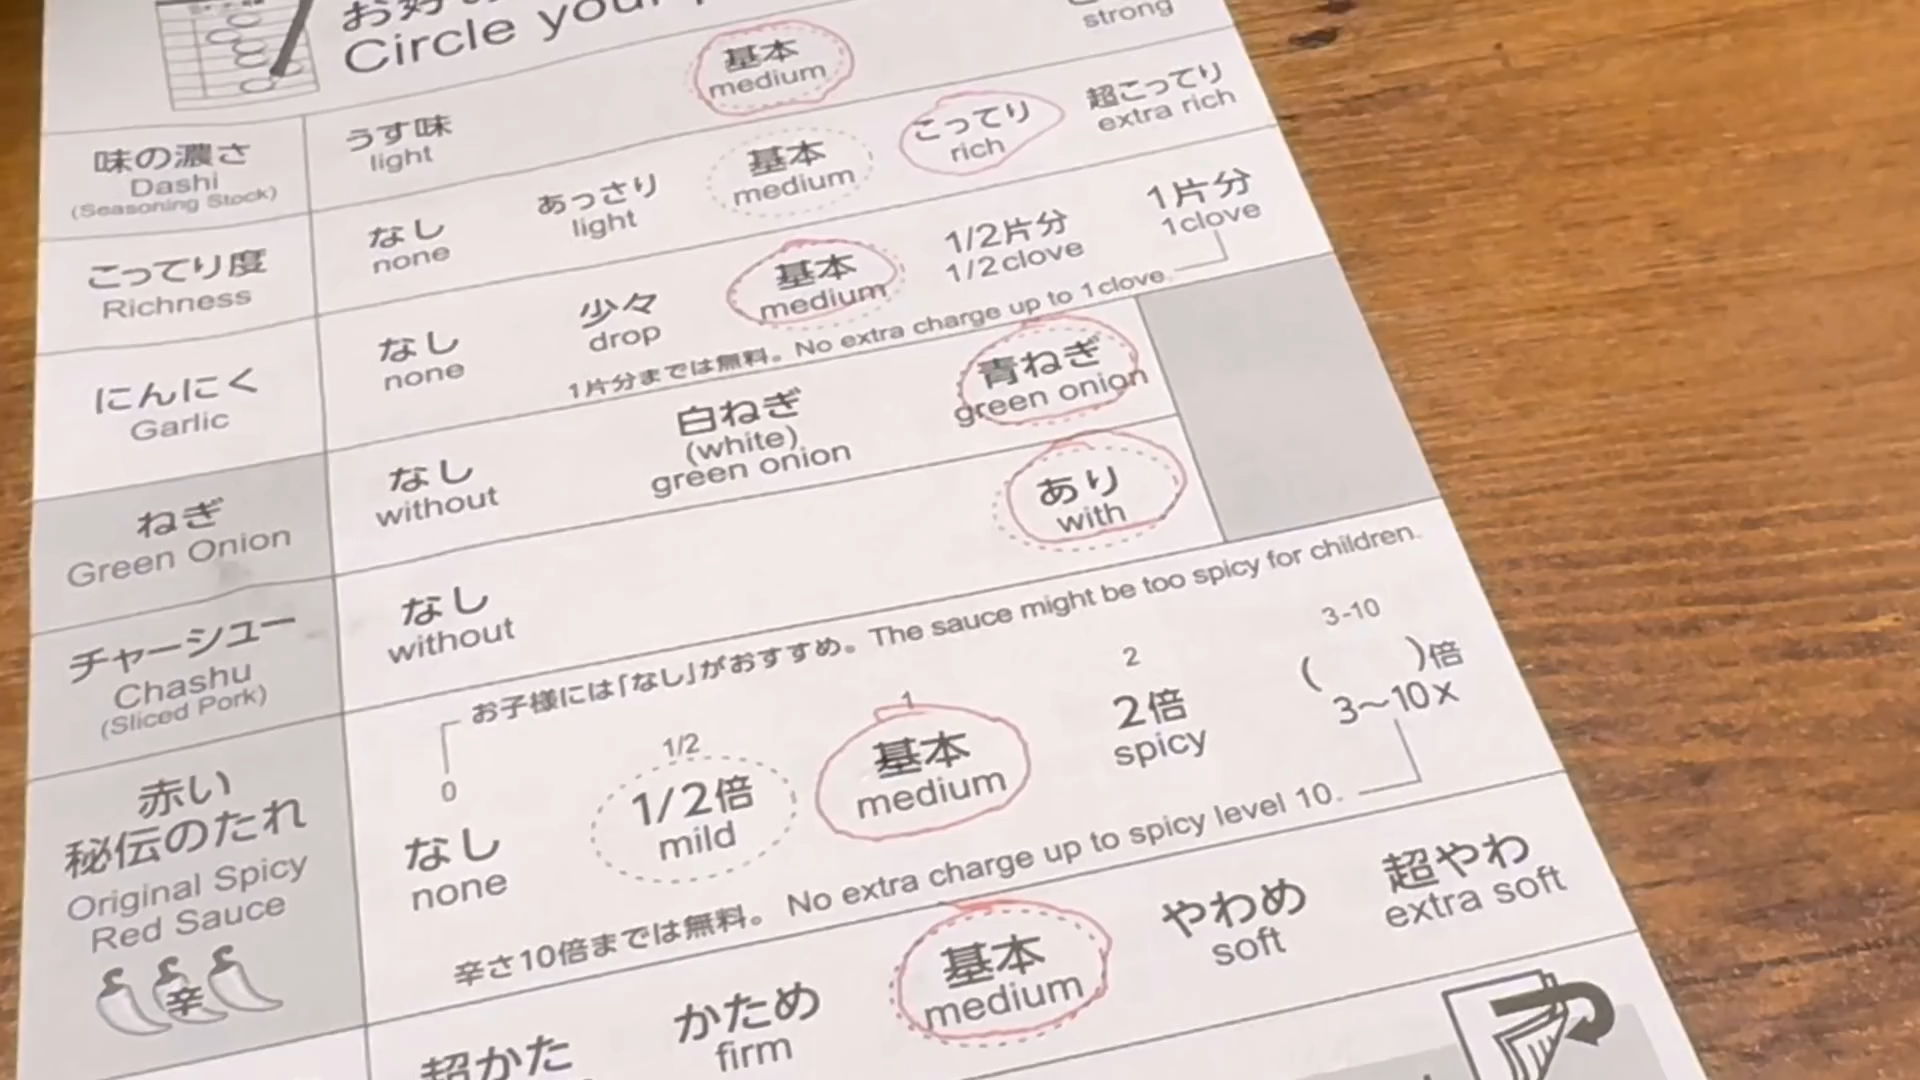 Circle your
味の濃さ
Dashi
(Seasoning Stock)
うす味
light
基本
medium
strong
こってり度
Richness
なし
none
あっさり
light
基本
medium
こってり
rich
超こってり
extra rich
にんにく
Garlic
なし
none
少々
drop
基本
medium
1/2片分
1/2clove
1片分
1clove
1片分までは無料。No extra charge up to 1clove.
ねぎ
Green Onion
なし
without
白ねぎ
(white)
green onion
青ねぎ
green onion
チャーシュー
Chashu
(Sliced Pork)
なし
without
あり
with
赤い
秘伝のたれ
Original Spicy
Red Sauce
辛
お子様には「なし」がおすすめ。The sauce might be too spicy for children.
0
なし
none
1/2
1/2倍
mild
1
基本
medium
2
2倍
spicy
3-10
( )倍
3〜10x
辛さ10倍までは無料。No extra charge up to spicy level 10.
超かた
かため
firm
基本
medium
やわめ
soft
超やわ
extra soft